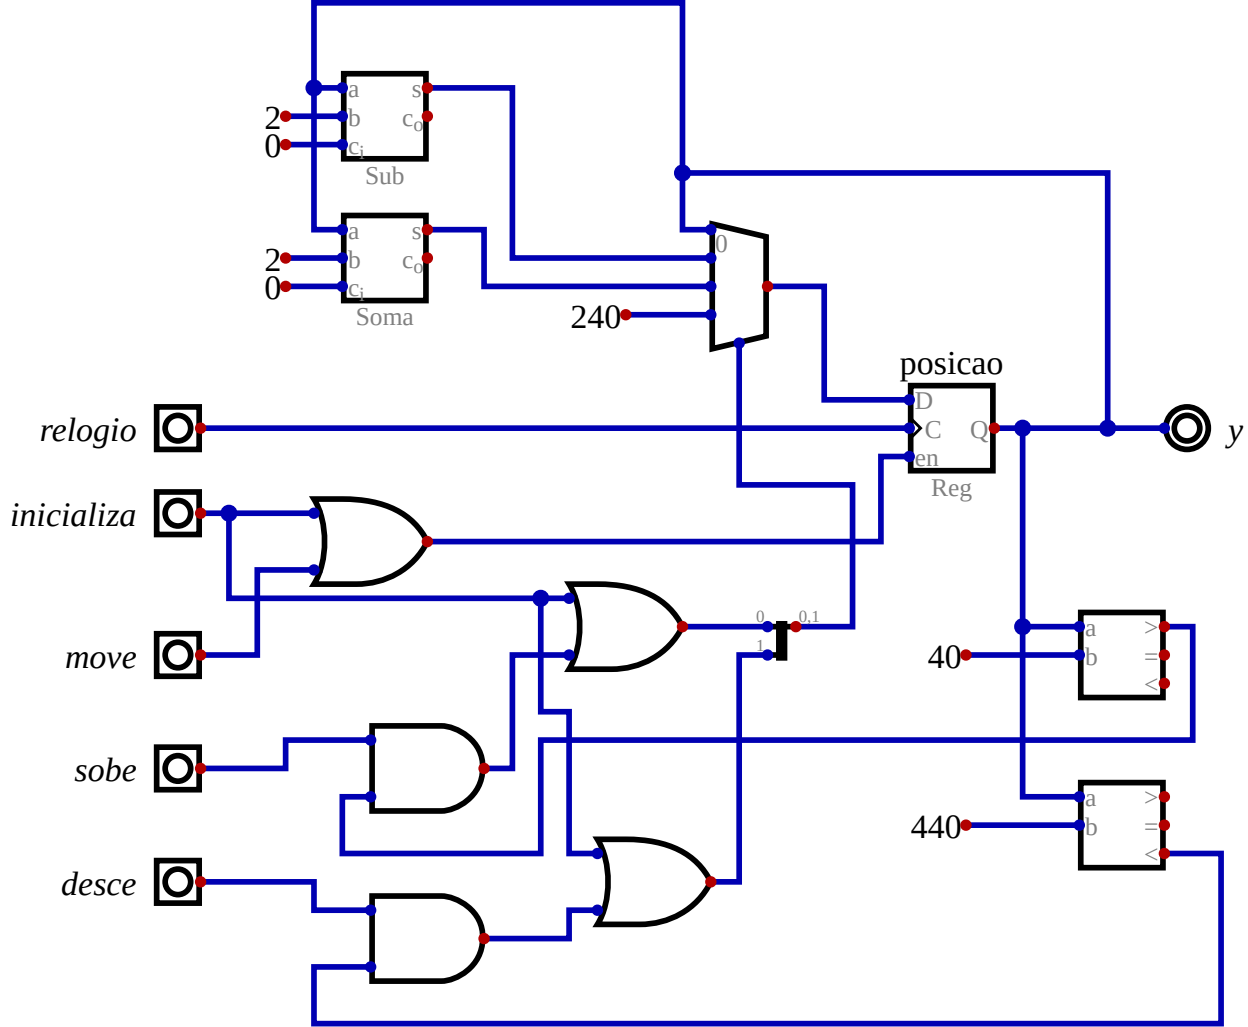 a s
2 b c₀
0 cᵢ
Sub
a s
2 b c₀
0 cᵢ
Soma
0
240
posicao
D
relogio C Q y
en
Reg
inicializa
0 0,1
1
move
a >
40 b =
<
sobe
a >
440 b =
<
desce